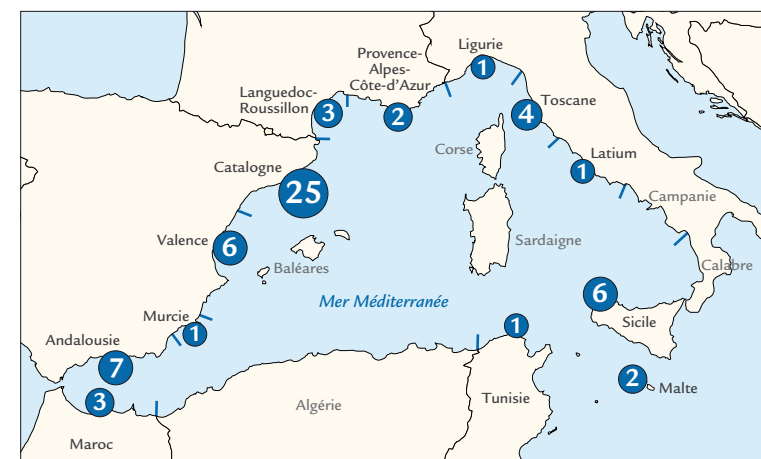 Provence-
Alpes-
Côte-d'Azur
Ligurie
1
Languedoc-
Roussillon
3
2
4
Toscane
Corse
Latium
1
Catalogne
25
Campanie
Valence
6
Baléares
Sardaigne
Calabre
Mer Méditerranée
6
Murcie
1
1
Sicile
Andalousie
7
2
Malte
3
Algérie
Tunisie
Maroc